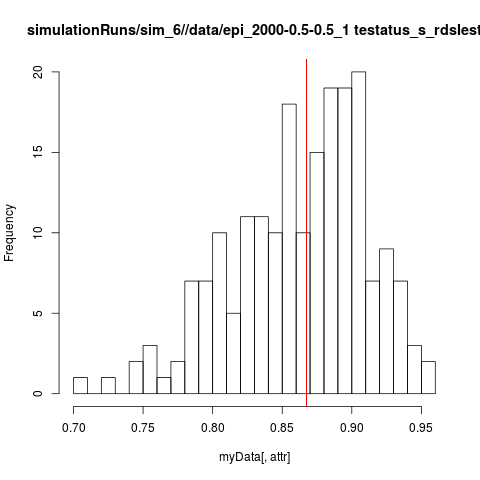 simulationRuns/sim_6//data/epi_2000-0.5-0.5_1 testatus_s_rdslest
Frequency
20
15
10
5
0
0.70 0.75 0.80 0.85 0.90 0.95
myData[, attr]